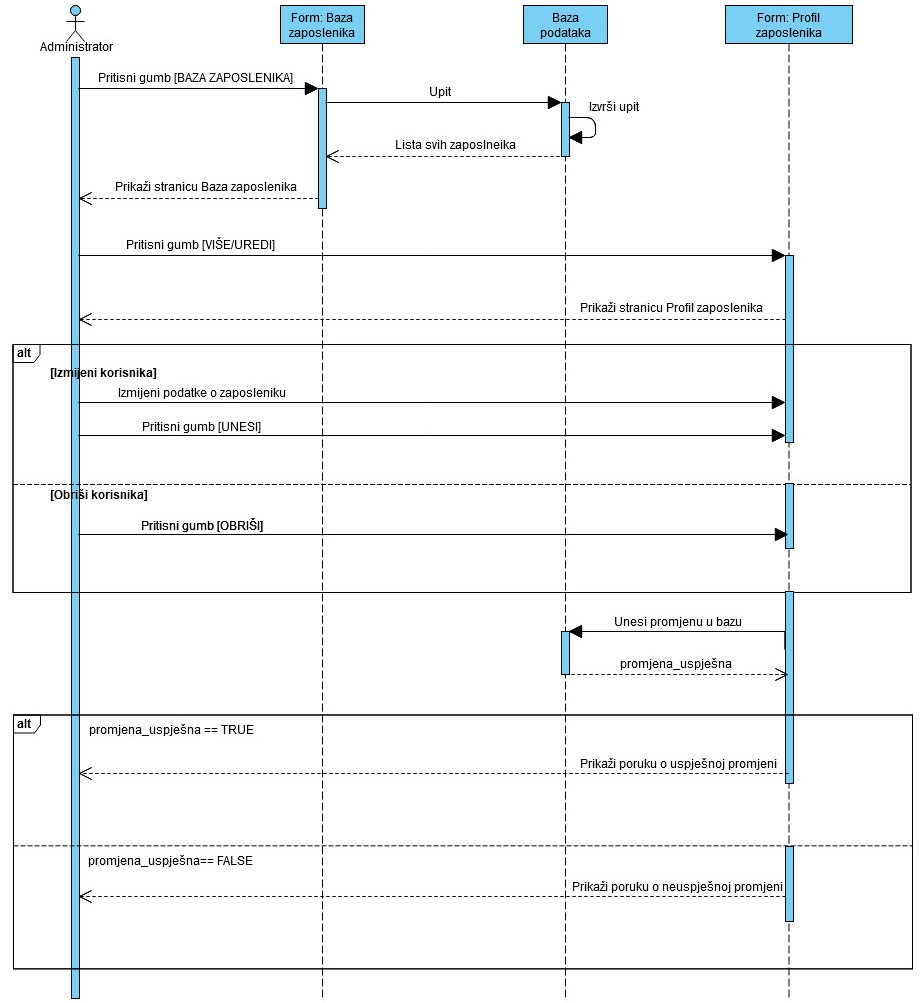 Administrator
Form: Baza
zaposlenika
Baza
podataka
Form: Profil
zaposlenika
Pritisni gumb [BAZA ZAPOSLENIKA]
Upit
Izvrši upit
Lista svih zaposlneika
Prikaži stranicu Baza zaposlenika
Pritisni gumb [VIŠE/UREDI]
Prikaži stranicu Profil zaposlenika
alt
[Izmijeni korisnika]
Izmijeni podatke o zaposleniku
Pritisni gumb [UNESI]
[Obriši korisnika]
Pritisni gumb [OBRIŠI]
Unesi promjenu u bazu
promjena_uspješna
alt
promjena_uspješna == TRUE
Prikaži poruku o uspješnoj promjeni
promjena_uspješna== FALSE
Prikaži poruku o neuspješnoj promjeni